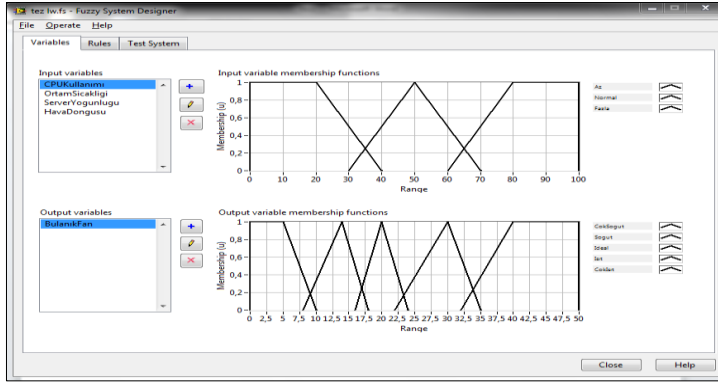 tez lw.fs - Fuzzy System Designer
File Operate Help
Variables Rules Test System
Input variables
CPUKullanımı
OrtamSicakligi
ServerYogunlugu
HavaDongusu
Input variable membership functions
Membership (u)
1
0,8
0,6
0,4
0,2
0
0 10 20 30 40 50 60 70 80 90 100
Range
Az
Normal
Fazla
Output variables
BulanikFan
Output variable membership functions
Membership (u)
1
0,8
0,6
0,4
0,2
0
0 2,5 5 7,5 10 12,5 15 17,5 20 22,5 25 27,5 30 32,5 35 37,5 40 42,5 45 47,5 50
Range
CokSogut
Sogut
Ideal
Isit
CokIsit
Close Help